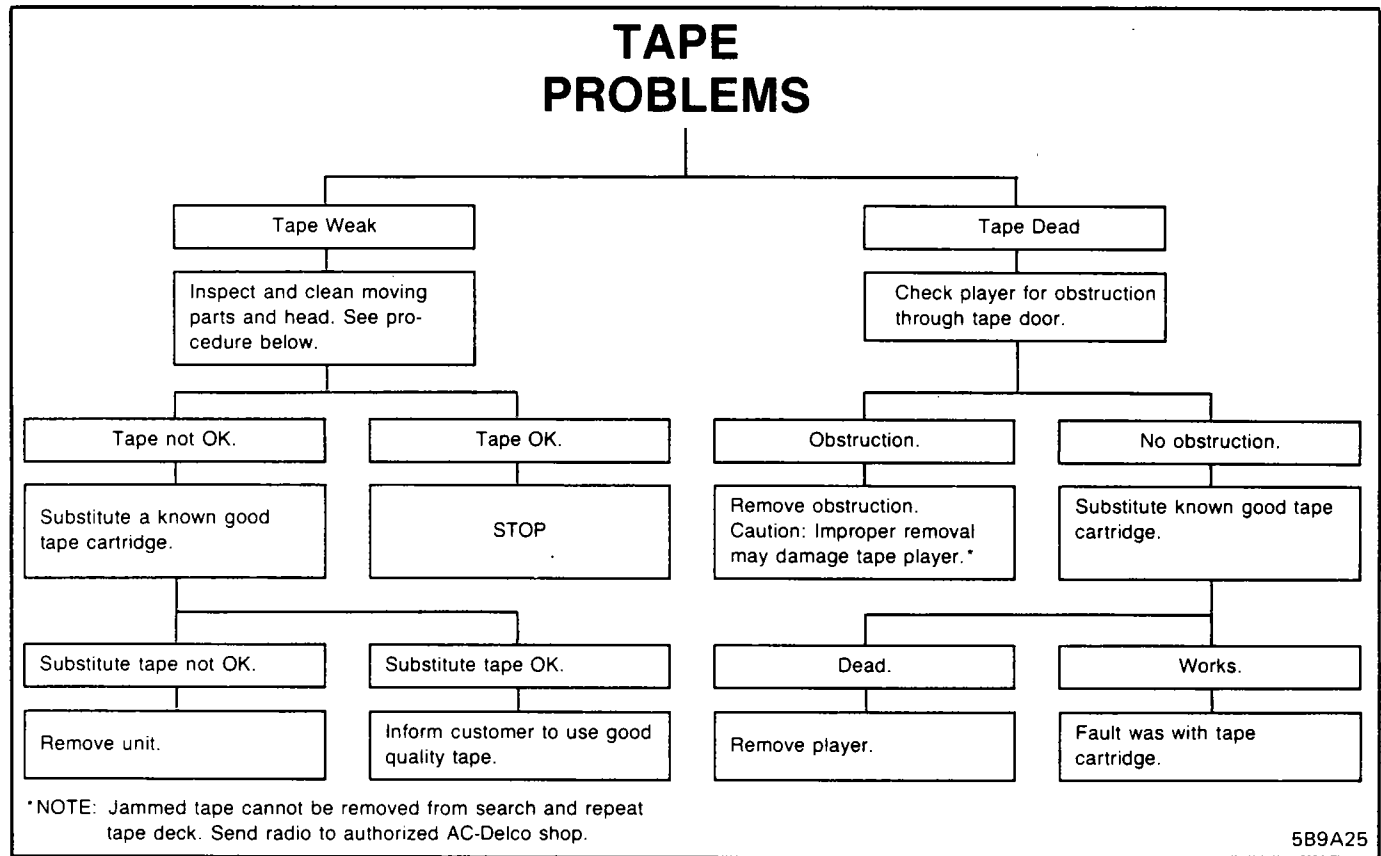 TAPE
PROBLEMS
Tape Weak
Tape Dead
Inspect and clean moving
parts and head. See pro-
cedure below.
Check player for obstruction
through tape door.
Tape not OK.
Tape OK.
Obstruction.
No obstruction.
Substitute a known good
tape cartridge.
STOP
Remove obstruction.
Caution: Improper removal
may damage tape player.*
Substitute known good tape
cartridge.
Substitute tape not OK.
Substitute tape OK.
Dead.
Works.
Remove unit.
Inform customer to use good
quality tape.
Remove player.
Fault was with tape
cartridge.
*NOTE: Jammed tape cannot be removed from search and repeat
tape deck. Send radio to authorized AC-Delco shop.
5B9A25